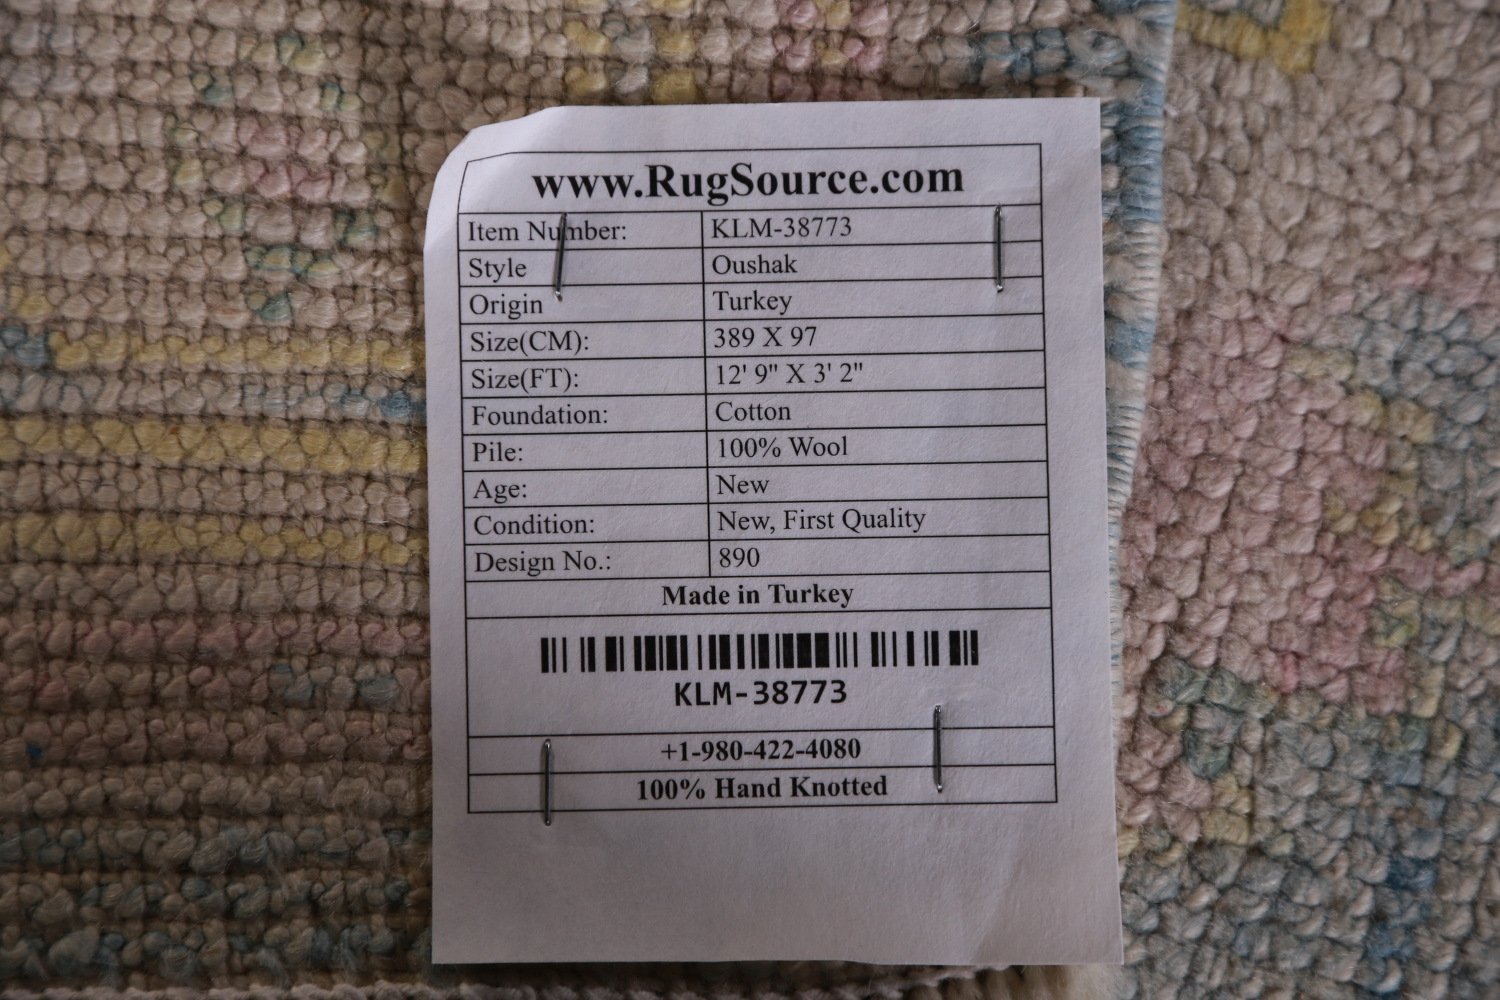 www.RugSource.com
Item Number: KLM-38773
Style Oushak
Origin Turkey
Size(CM): 389 X 97
Size(FT): 12' 9" X 3' 2"
Foundation: Cotton
Pile: 100% Wool
Age: New
Condition: New, First Quality
Design No.: 890
Made in Turkey
KLM-38773
+1-980-422-4080
100% Hand Knotted